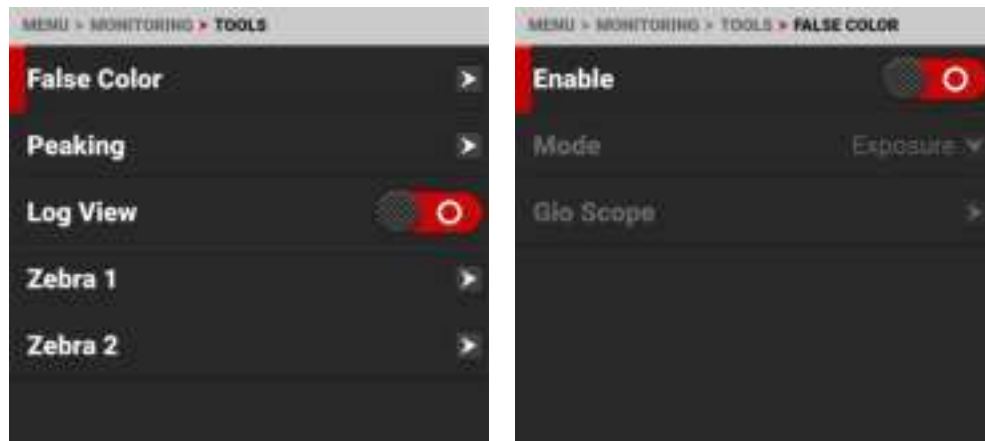 MENU > MONITORING > TOOLS
False Color
Peaking
Log View
Zebra 1
Zebra 2
MENU > MONITORING > TOOLS > FALSE COLOR
Enable
Mode Exposure
Gio Scope